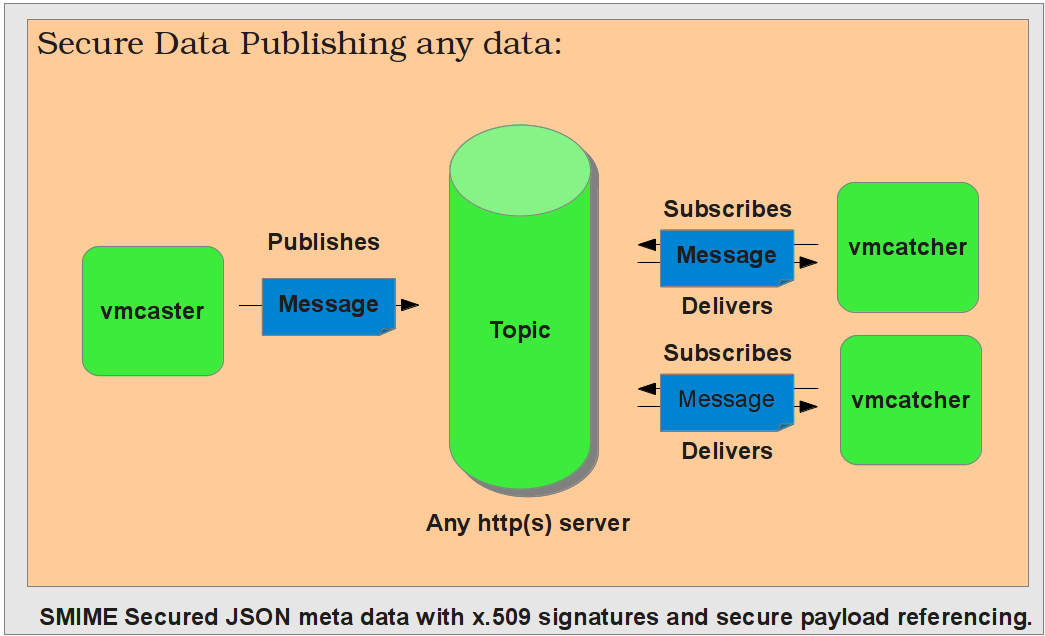 Secure Data Publishing any data:
Publishes
vmcaster
Message
Topic
Any http(s) server
Subscribes
Message
Delivers
vmcatcher
Subscribes
Message
Delivers
vmcatcher
SMIME Secured JSON meta data with x.509 signatures and secure payload referencing.